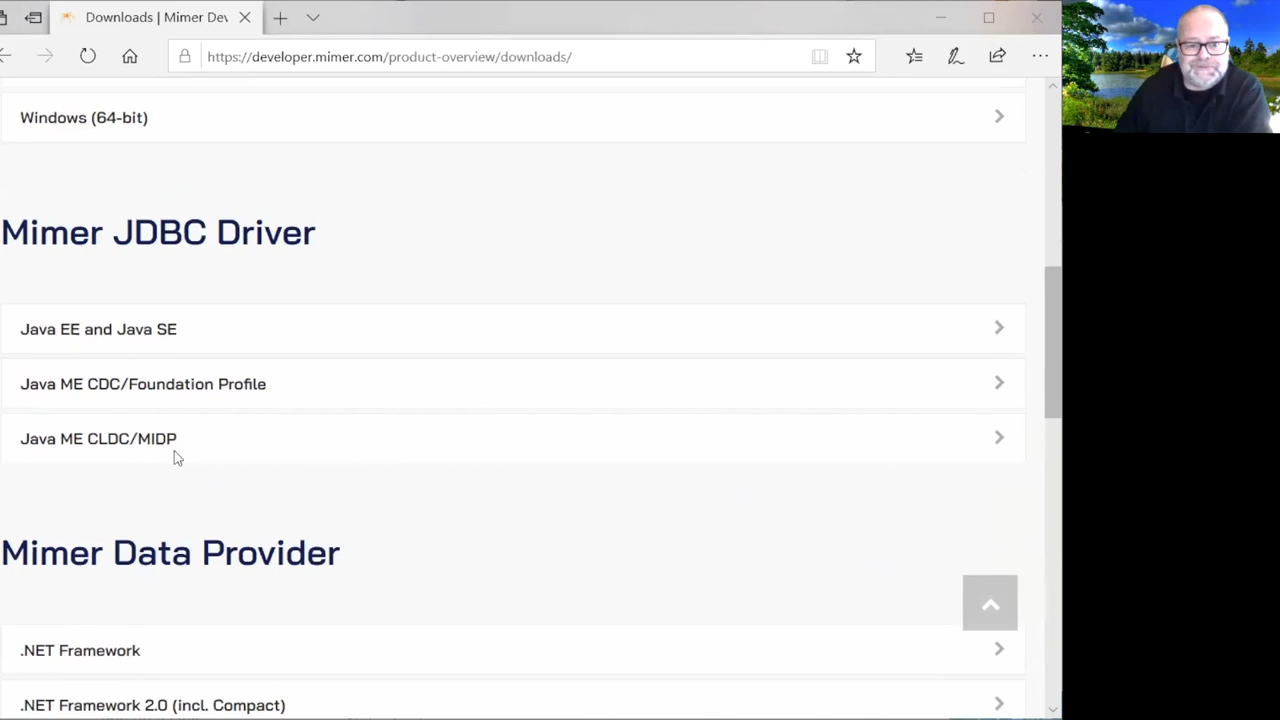 Downloads | Mimer Dev
https://developer.mimer.com/product-overview/downloads/
Windows (64-bit)
Mimer JDBC Driver
Java EE and Java SE
Java ME CDC/Foundation Profile
Java ME CLDC/MIDP
Mimer Data Provider
.NET Framework
.NET Framework 2.0 (incl. Compact)